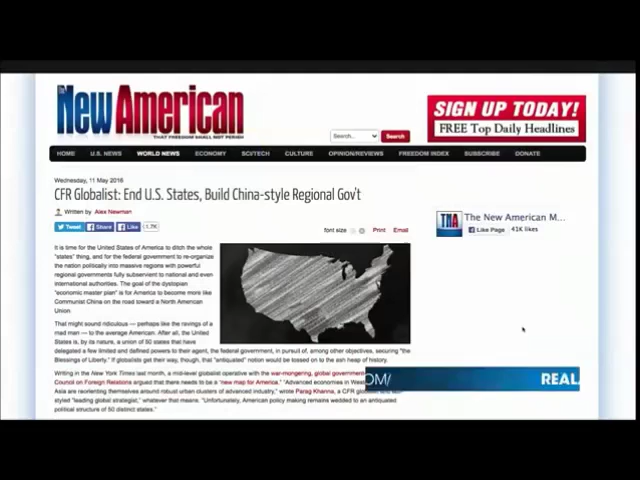 The New American
THAT FREEDOM SHALL NOT PERISH
SIGN UP TODAY!
FREE Top Daily Headlines
Search...
Search
HOME U.S. NEWS WORLD NEWS ECONOMY SCI/TECH CULTURE OPINION/REVIEWS FREEDOM INDEX SUBSCRIBE DONATE
Wednesday, 11 May 2016
CFR Globalist: End U.S. States, Build China-style Regional Gov't
Written by Alex Newman
Tweet Share Like 1.7K
font size Print Email
TNA The New American M...
Like Page 41K likes
It is time for the United States of America to ditch the whole
"states" thing, and for the federal government to re-organize
the nation politically into massive regions with powerful
regional governments fully subservient to national and even
international authorities. The goal of the dystopian
"economic master plan" is for America to become more like
Communist China on the road toward a North American
Union.
That might sound ridiculous — perhaps like the ravings of a
mad man — to the average American. After all, the United
States is, by its nature, a union of 50 states that have
delegated a few limited and defined powers to their agent, the federal government, in pursuit of, among other objectives, securing "the
Blessings of Liberty." If globalists get their way, though, that "antiquated" notion would be tossed on to the ash heap of history.
Writing in the New York Times last month, a mid-level globalist operative with the war-mongering, global government
Council on Foreign Relations argued that there needs to be a "new map for America." "Advanced economies in West
Asia are reorienting themselves around robust urban clusters of advanced industry," wrote Parag Khanna, a CFR globalist and self-
styled "leading global strategist," whatever that means. "Unfortunately, American policy making remains wedded to an antiquated
political structure of 50 distinct states."
COM/
REAL